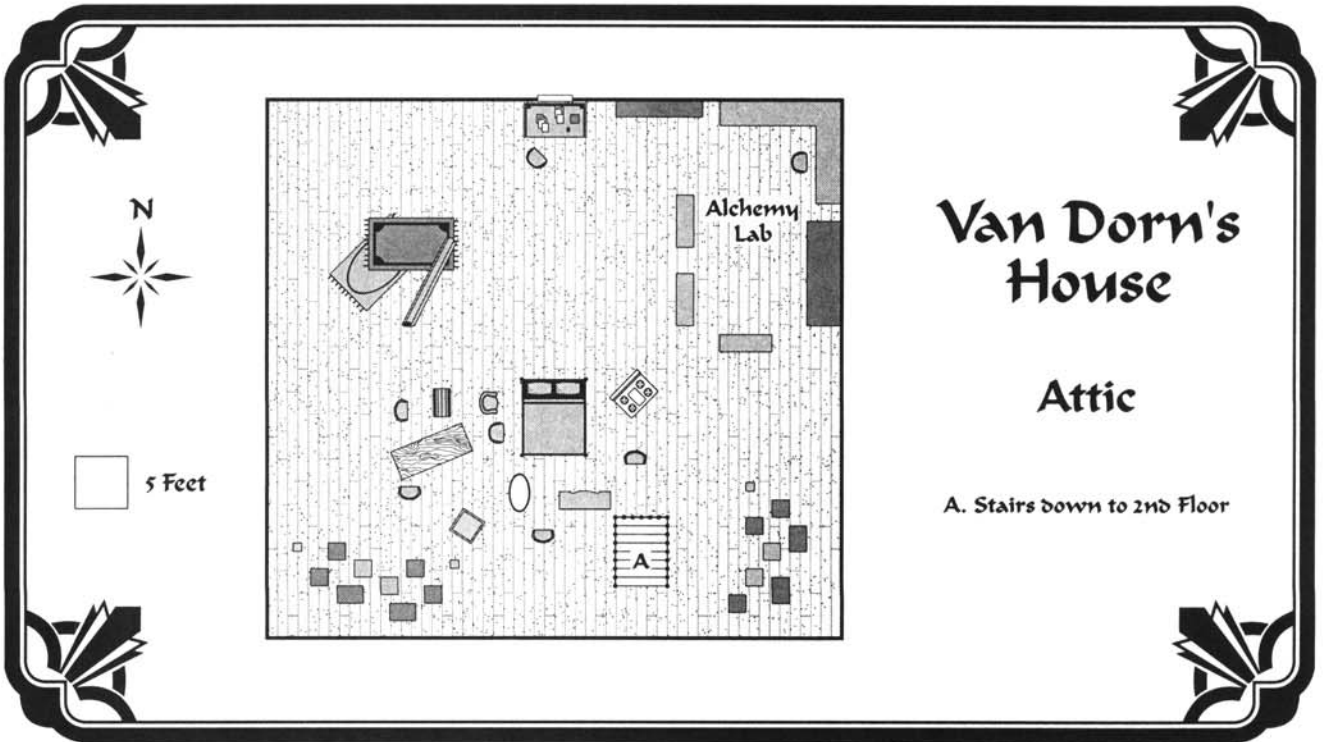 N
5 Feet
Alchemy
Lab
A
Van Dorn's
House
Attic
A. Stairs down to 2nd Floor